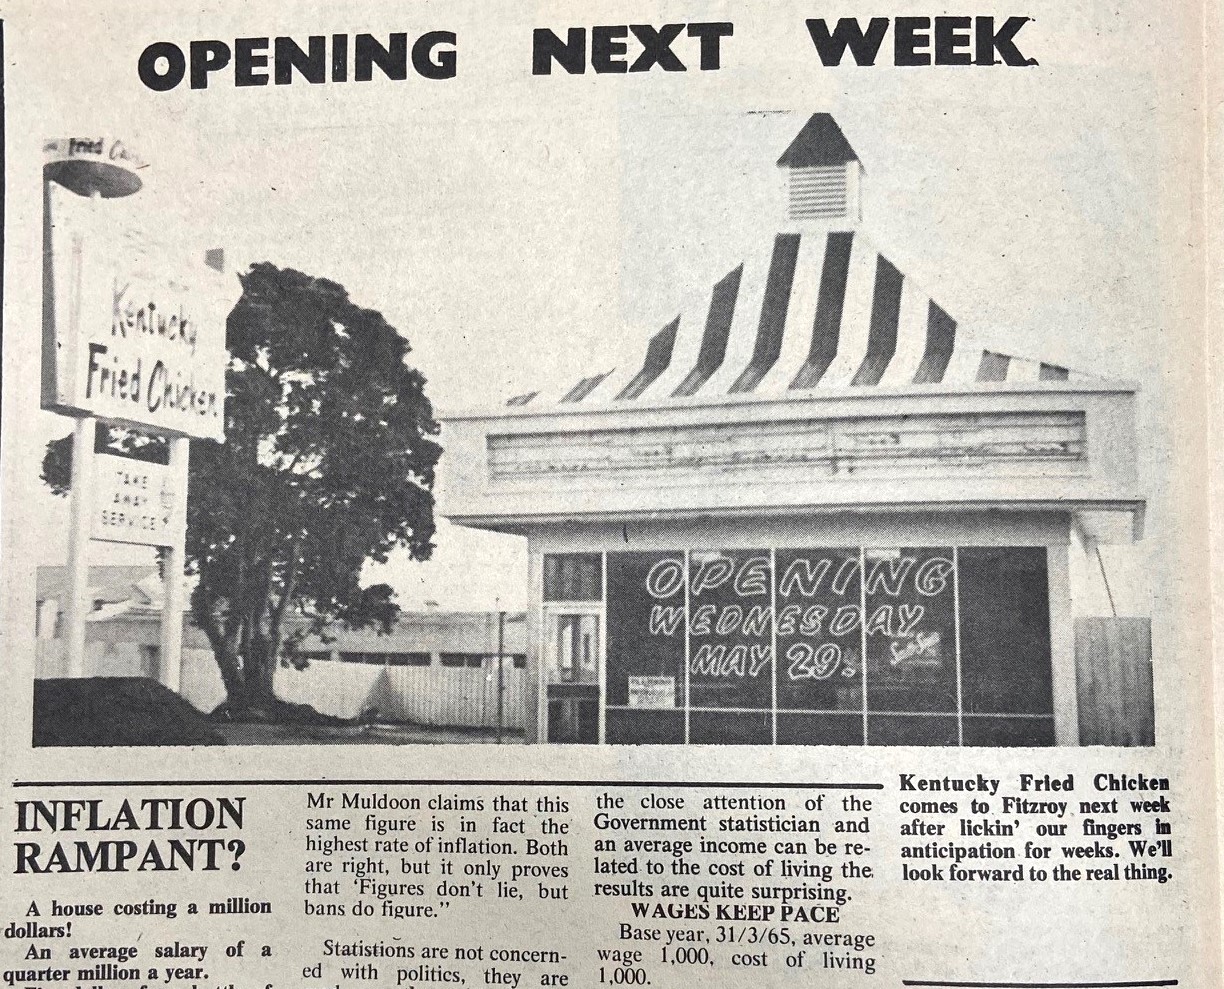 OPENING NEXT WEEK
Fried
Kentucky
Fried Chicken
TAKE
AWAY
SERVICE
OPENING
WEDNESDAY
MAY 29
INFLATION
RAMPANT?
A house costing a million
dollars!
An average salary of a
quarter million a year.
Mr Muldoon claims that this
same figure is in fact the
highest rate of inflation. Both
are right, but it only proves
that ‘Figures don’t lie, but
bans do figure.”
Statistions are not concern-
ed with politics, they are
the close attention of the
Government statistician and
an average income can be re-
lated to the cost of living the
results are quite surprising.
WAGES KEEP PACE
Base year, 31/3/65, average
wage 1,000, cost of living
1,000.
Kentucky Fried Chicken
comes to Fitzroy next week
after lickin’ our fingers in
anticipation for weeks. We’ll
look forward to the real thing.